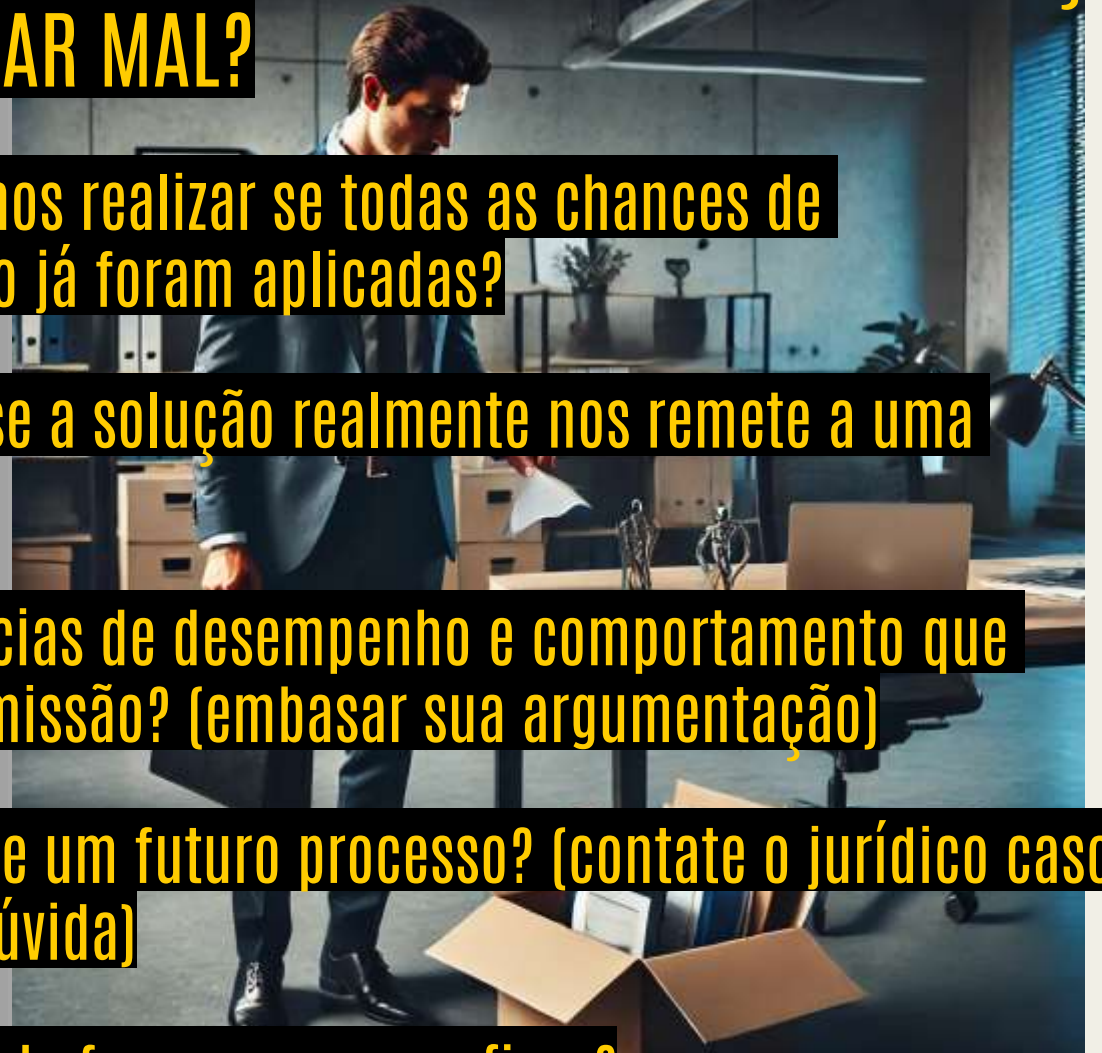 AR MAL?
nos realizar se todas as chances de
o já foram aplicadas?
se a solução realmente nos remete a uma
cias de desempenho e comportamento que
missão? (embasar sua argumentação)
e um futuro processo? (contate o jurídico caso
úvida)